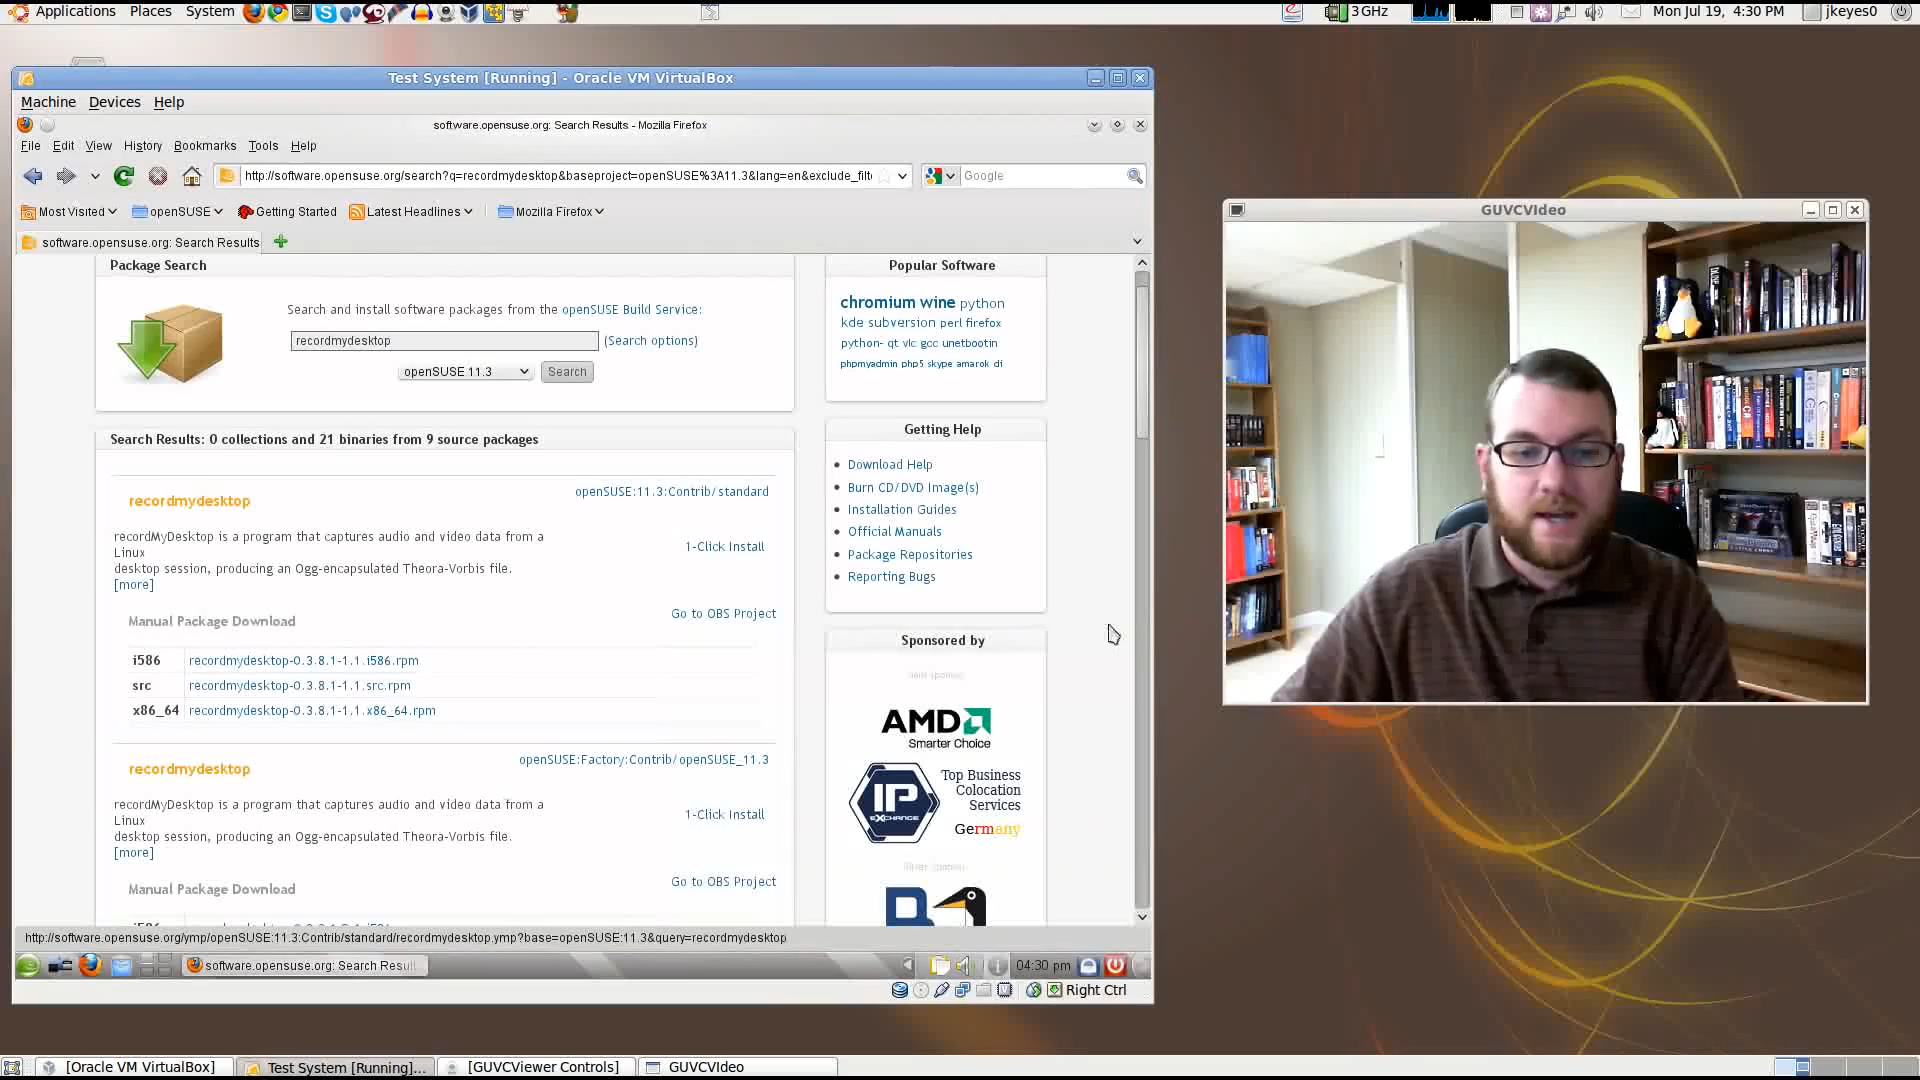 Applications Places System
3 GHz
Mon Jul 19, 4:30 PM
jkeyes0
Test System [Running] - Oracle VM VirtualBox
Machine Devices Help
software.opensuse.org: Search Results - Mozilla Firefox
File Edit View History Bookmarks Tools Help
http://software.opensuse.org/search?q=recordmydesktop&baseproject=openSUSE%3A11.3&lang=en&exclude_filt
Google
Most Visited
openSUSE
Getting Started
Latest Headlines
Mozilla Firefox
software.opensuse.org: Search Results
Package Search
Search and install software packages from the openSUSE Build Service:
recordmydesktop
(Search options)
openSUSE 11.3
Search
Search Results: 0 collections and 21 binaries from 9 source packages
recordmydesktop
openSUSE:11.3:Contrib/standard
recordMyDesktop is a program that captures audio and video data from a
Linux
desktop session, producing an Ogg-encapsulated Theora-Vorbis file.
[more]
1-Click Install
Go to OBS Project
Manual Package Download
i586 recordmydesktop-0.3.8.1-1.1.i586.rpm
src recordmydesktop-0.3.8.1-1.1.src.rpm
x86_64 recordmydesktop-0.3.8.1-1.1.x86_64.rpm
recordmydesktop
openSUSE:Factory:Contrib/openSUSE_11.3
recordMyDesktop is a program that captures audio and video data from a
Linux
desktop session, producing an Ogg-encapsulated Theora-Vorbis file.
[more]
1-Click Install
Go to OBS Project
Manual Package Download
Popular Software
chromium wine python
kde subversion perl firefox
python- qt vlc gcc unetbootin
phpmyadmin php5 skype amarok di
Getting Help
Download Help
Burn CD/DVD Image(s)
Installation Guides
Official Manuals
Package Repositories
Reporting Bugs
Sponsored by
AMD
Smarter Choice
IP
EXCHANGE
Top Business
Colocation
Services
Germany
http://software.opensuse.org/ymp/openSUSE:11.3:Contrib/standard/recordmydesktop.ymp?base=openSUSE:11.3&query=recordmydesktop
software.opensuse.org: Search Resul
04:30 pm
Right Ctrl
GUVCVIdeo
[Oracle VM VirtualBox]
Test System [Running]...
[GUVCViewer Controls]
GUVCVIdeo